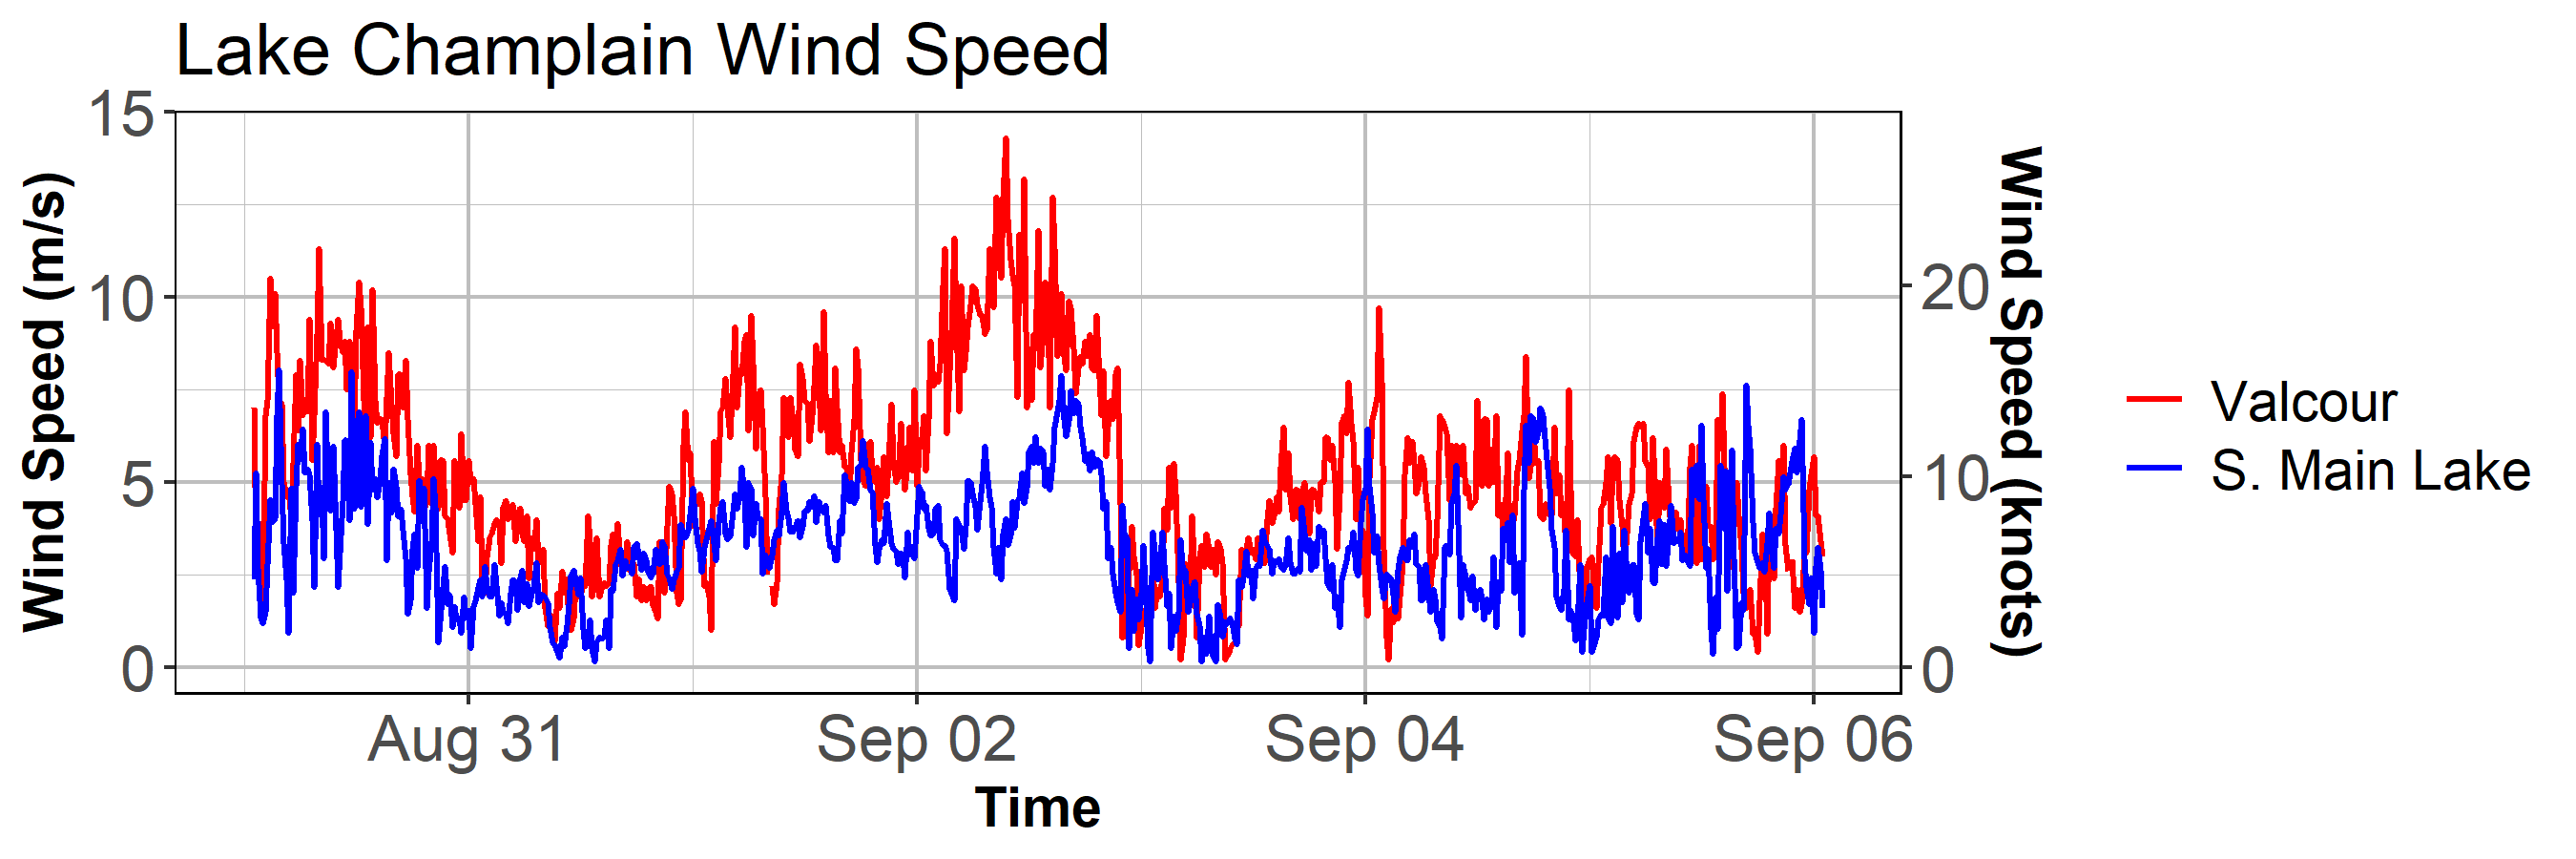 Lake Champlain Wind Speed
Wind Speed (m/s)
15
10
5
0
Aug 31
Sep 02
Sep 04
Sep 06
Time
20
10
0
Wind Speed (knots)
Valcour
S. Main Lake